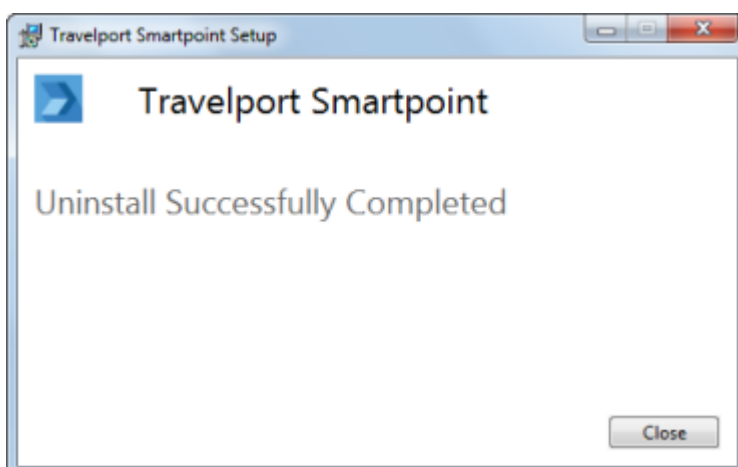 Travelport Smartpoint Setup
Travelport Smartpoint
Uninstall Successfully Completed
Close